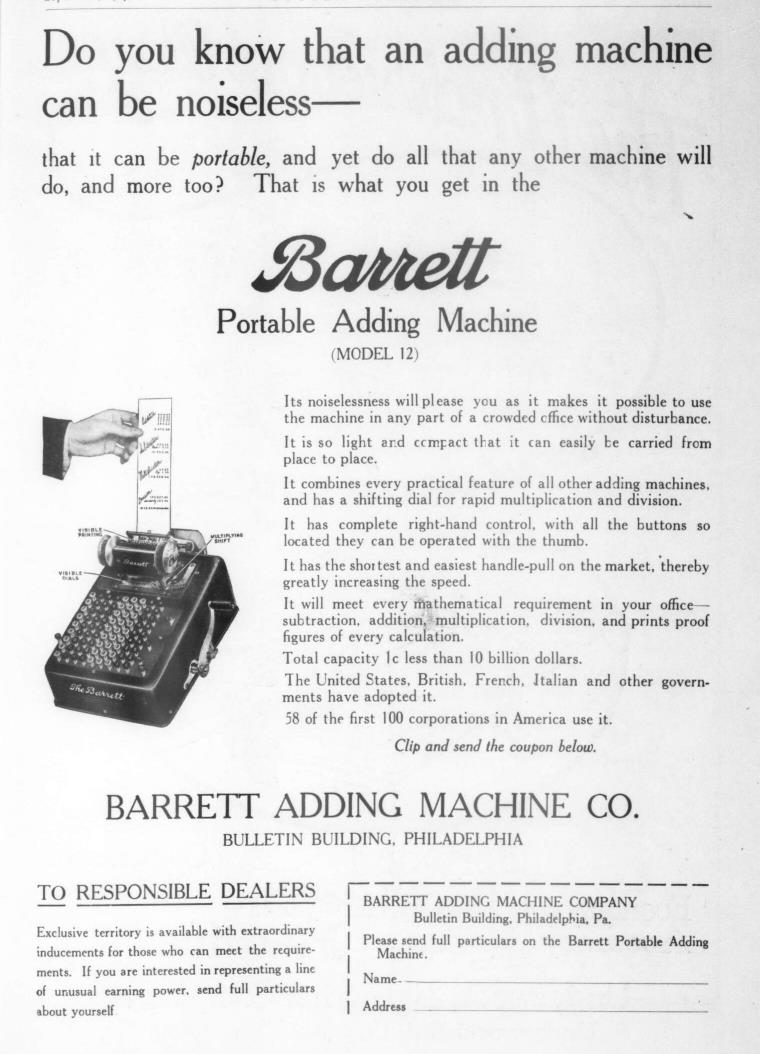 Do you know that an adding machine
can be noiseless—
that it can be portable, and yet do all that any other machine will
do, and more too? That is what you get in the
Barrett
Portable Adding Machine
(MODEL 12)
Its noiselessness will please you as it makes it possible to use
the machine in any part of a crowded office without disturbance.
It is so light and compact that it can easily be carried from
place to place.
It combines every practical feature of all other adding machines,
and has a shifting dial for rapid multiplication and division.
It has complete right-hand control, with all the buttons so
located they can be operated with the thumb.
It has the shortest and easiest handle-pull on the market, thereby
greatly increasing the speed.
It will meet every mathematical requirement in your office—
subtraction, addition, multiplication, division, and prints proof
figures of every calculation.
Total capacity 1c less than 10 billion dollars.
The United States, British, French, Italian and other govern-
ments have adopted it.
58 of the first 100 corporations in America use it.
Clip and send the coupon below.
VISIBLE
PRINTING
MULTIPLYING
SHIFT
VISIBLE
DIALS
Barrett
The Barrett
BARRETT ADDING MACHINE CO.
BULLETIN BUILDING, PHILADELPHIA
TO RESPONSIBLE DEALERS
Exclusive territory is available with extraordinary
inducements for those who can meet the require-
ments. If you are interested in representing a line
of unusual earning power, send full particulars
about yourself
BARRETT ADDING MACHINE COMPANY
Bulletin Building, Philadelphia, Pa.
Please send full particulars on the Barrett Portable Adding
Machine.
Name
Address